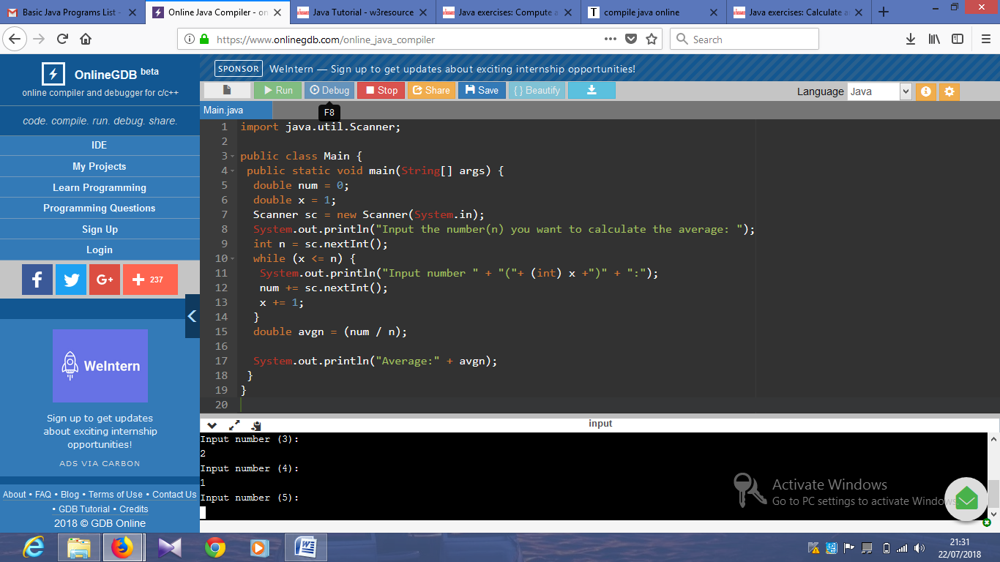 Basic Java Programs List -
Online Java Compiler - on
Java Tutorial - w3resource
Java exercises: Compute a
compile java online
Java exercises: Calculate a
https://www.onlinegdb.com/online_java_compiler
Search
OnlineGDB beta
online compiler and debugger for c/c++
code. compile. run. debug. share.
IDE
My Projects
Learn Programming
Programming Questions
Sign Up
Login
f
G+
+ 237
WeIntern
Sign up to get updates
about exciting internship
opportunities!
ADS VIA CARBON
About • FAQ • Blog • Terms of Use • Contact Us
• GDB Tutorial • Credits
2018 © GDB Online
SPONSOR WeIntern — Sign up to get updates about exciting internship opportunities!
Run Debug Stop Share Save { } Beautify
Language Java
F8
Main.java
1 import java.util.Scanner;
2
3 public class Main {
4 public static void main(String[] args) {
5 double num = 0;
6 double x = 1;
7 Scanner sc = new Scanner(System.in);
8 System.out.println("Input the number(n) you want to calculate the average: ");
9 int n = sc.nextInt();
10 while (x <= n) {
11 System.out.println("Input number " + "("+ (int) x +")" + ":");
12 num += sc.nextInt();
13 x += 1;
14 }
15 double avgn = (num / n);
16
17 System.out.println("Average:" + avgn);
18 }
19 }
20
input
Input number (3):
2
Input number (4):
1
Input number (5):
Activate Windows
Go to PC settings to activate Windows.
21:31
22/07/2018